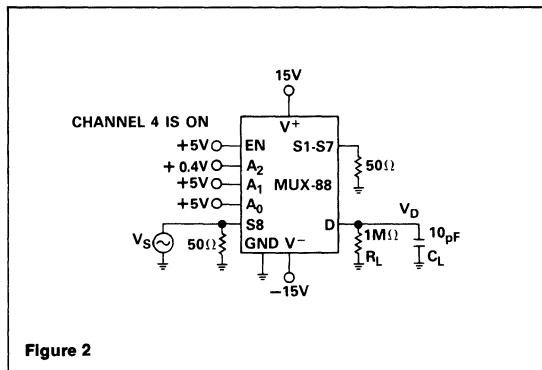 15V
CHANNEL 4 IS ON
V+
+5V EN S1-S7
+0.4V A2 50Ω
+5V A1 MUX-88
+5V A0 VD
S8 D
VS 50Ω 1MΩ 10pF
GND V− RL CL
−15V
Figure 2